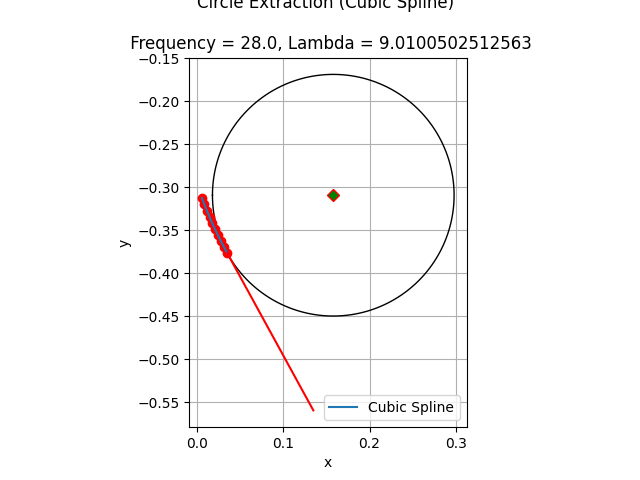 Circle Extraction (Cubic Spline)
Frequency = 28.0, Lambda = 9.0100502512563
−0.15
−0.20
−0.25
−0.30
−0.35
−0.40
−0.45
−0.50
−0.55
y
Cubic Spline
0.0 0.1 0.2 0.3
x